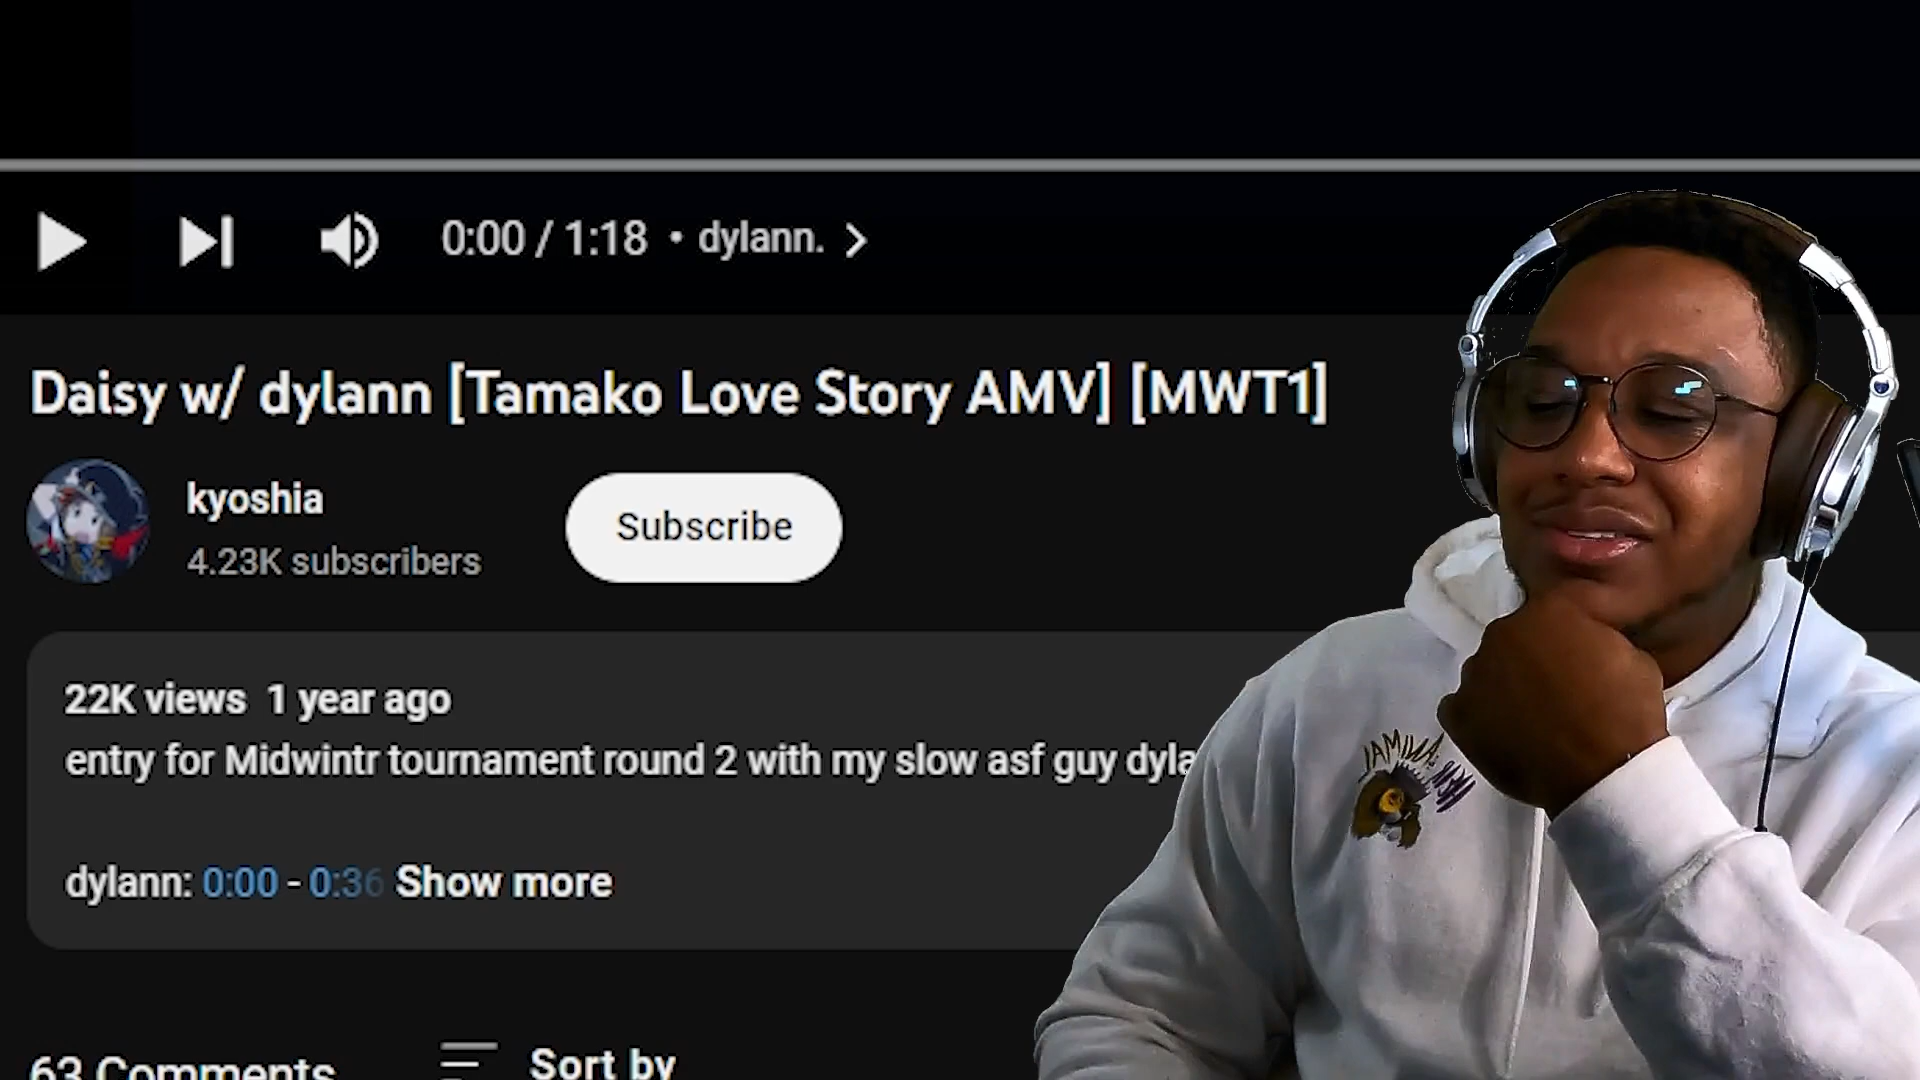 0:00 / 1:18 • dylann.
Daisy w/ dylann [Tamako Love Story AMV] [MWT1]
kyoshia
4.23K subscribers
Subscribe
22K views 1 year ago
entry for Midwintr tournament round 2 with my slow asf guy dyla
dylann: 0:00 - 0:36 Show more
63 Comments
Sort by